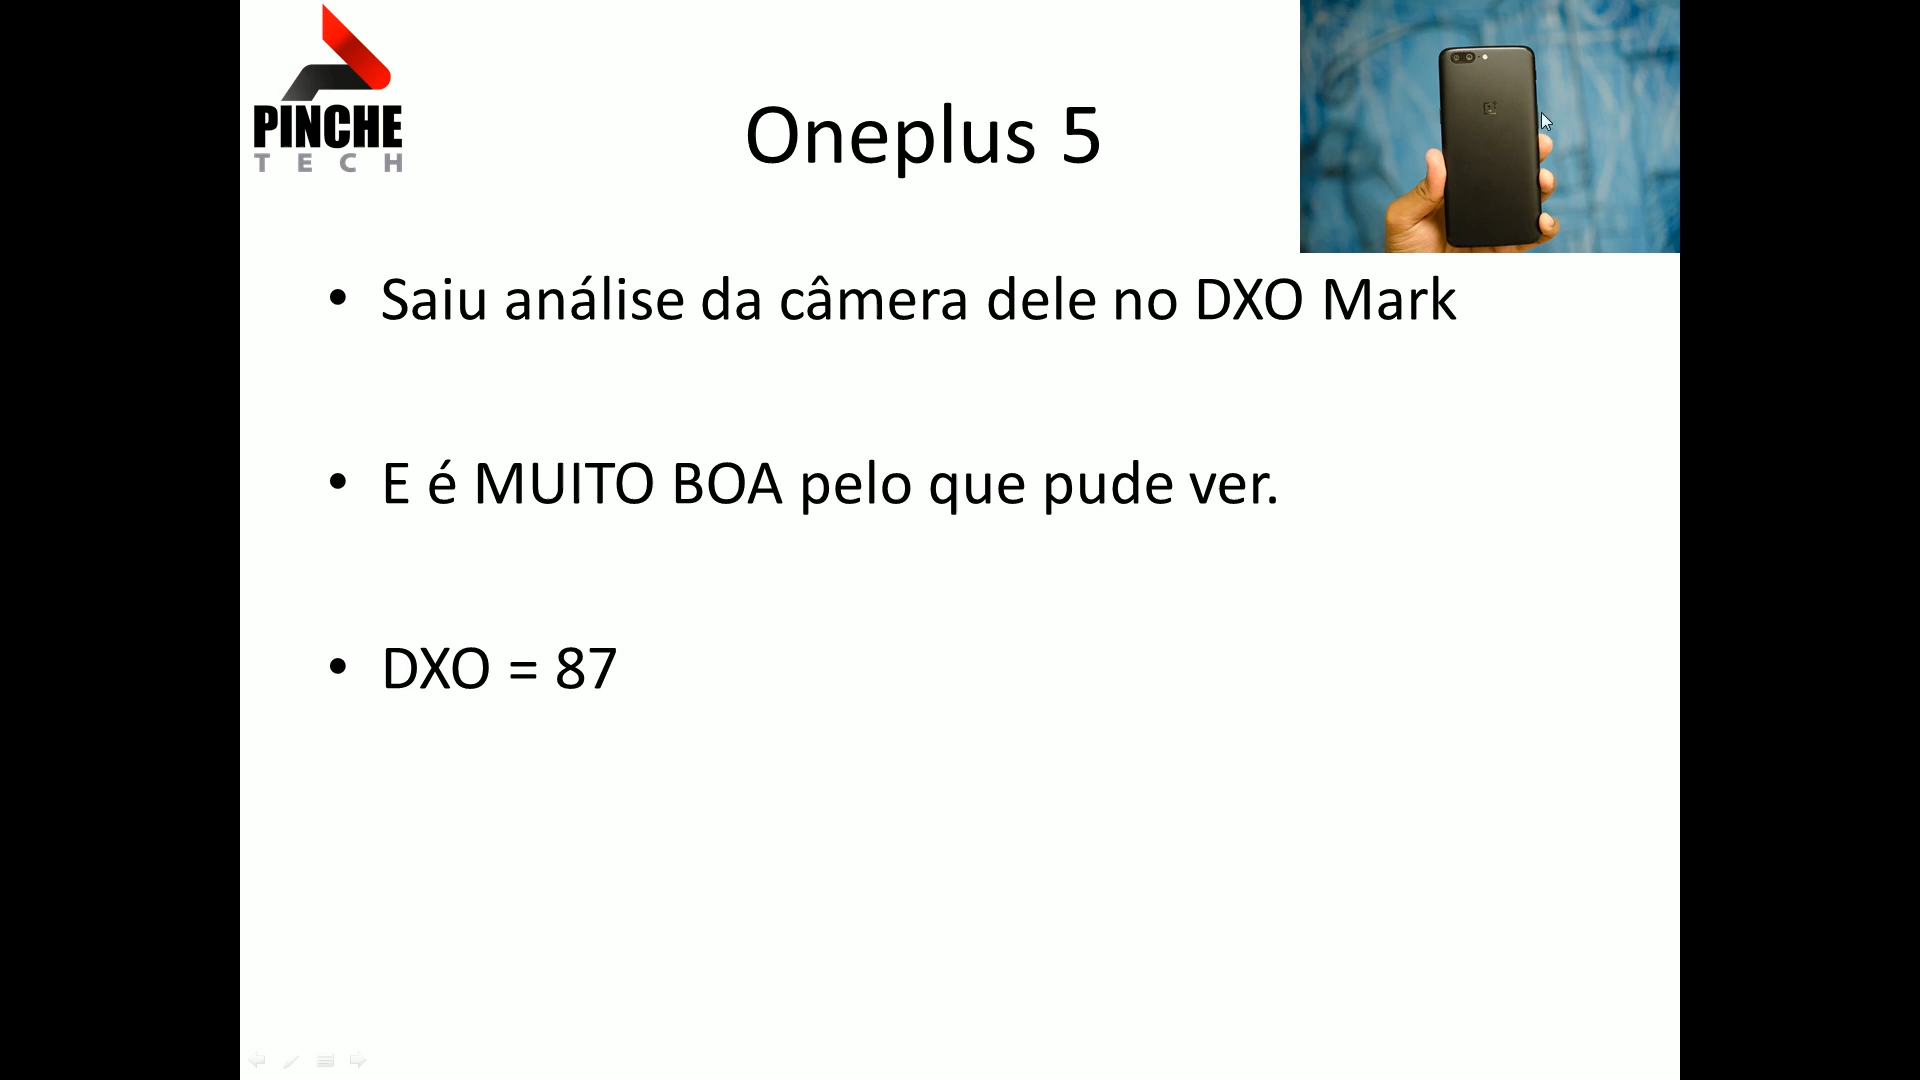 PINCHE
TECH
Oneplus 5
• Saiu análise da câmera dele no DXO Mark
• E é MUITO BOA pelo que pude ver.
• DXO = 87